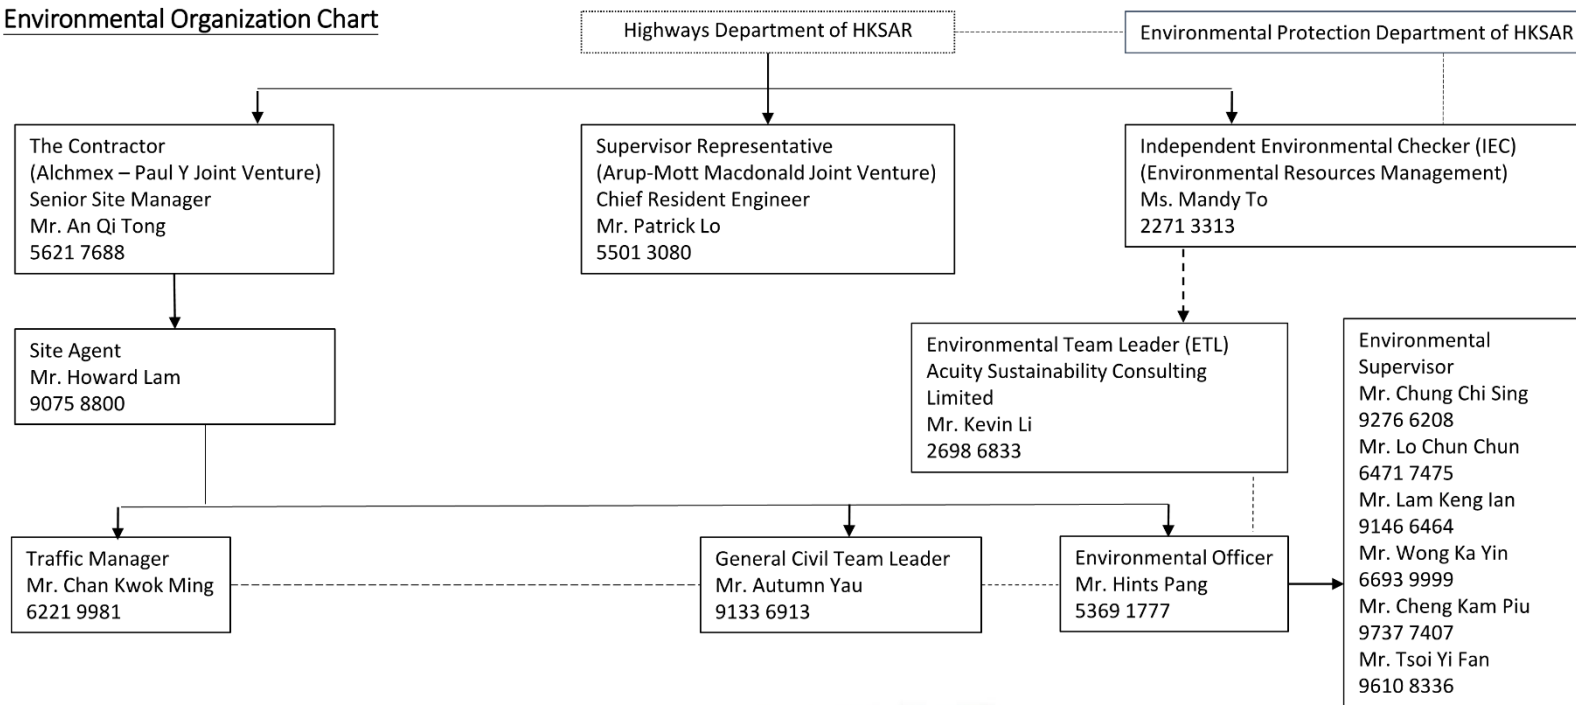 Environmental Organization Chart
Highways Department of HKSAR
Environmental Protection Department of HKSAR
The Contractor
(Alchmex – Paul Y Joint Venture)
Senior Site Manager
Mr. An Qi Tong
5621 7688
Supervisor Representative
(Arup-Mott Macdonald Joint Venture)
Chief Resident Engineer
Mr. Patrick Lo
5501 3080
Independent Environmental Checker (IEC)
(Environmental Resources Management)
Ms. Mandy To
2271 3313
Site Agent
Mr. Howard Lam
9075 8800
Environmental Team Leader (ETL)
Acuity Sustainability Consulting
Limited
Mr. Kevin Li
2698 6833
Environmental
Supervisor
Mr. Chung Chi Sing
9276 6208
Mr. Lo Chun Chun
6471 7475
Mr. Lam Keng Ian
9146 6464
Mr. Wong Ka Yin
6693 9999
Mr. Cheng Kam Piu
9737 7407
Mr. Tsoi Yi Fan
9610 8336
Traffic Manager
Mr. Chan Kwok Ming
6221 9981
General Civil Team Leader
Mr. Autumn Yau
9133 6913
Environmental Officer
Mr. Hints Pang
5369 1777